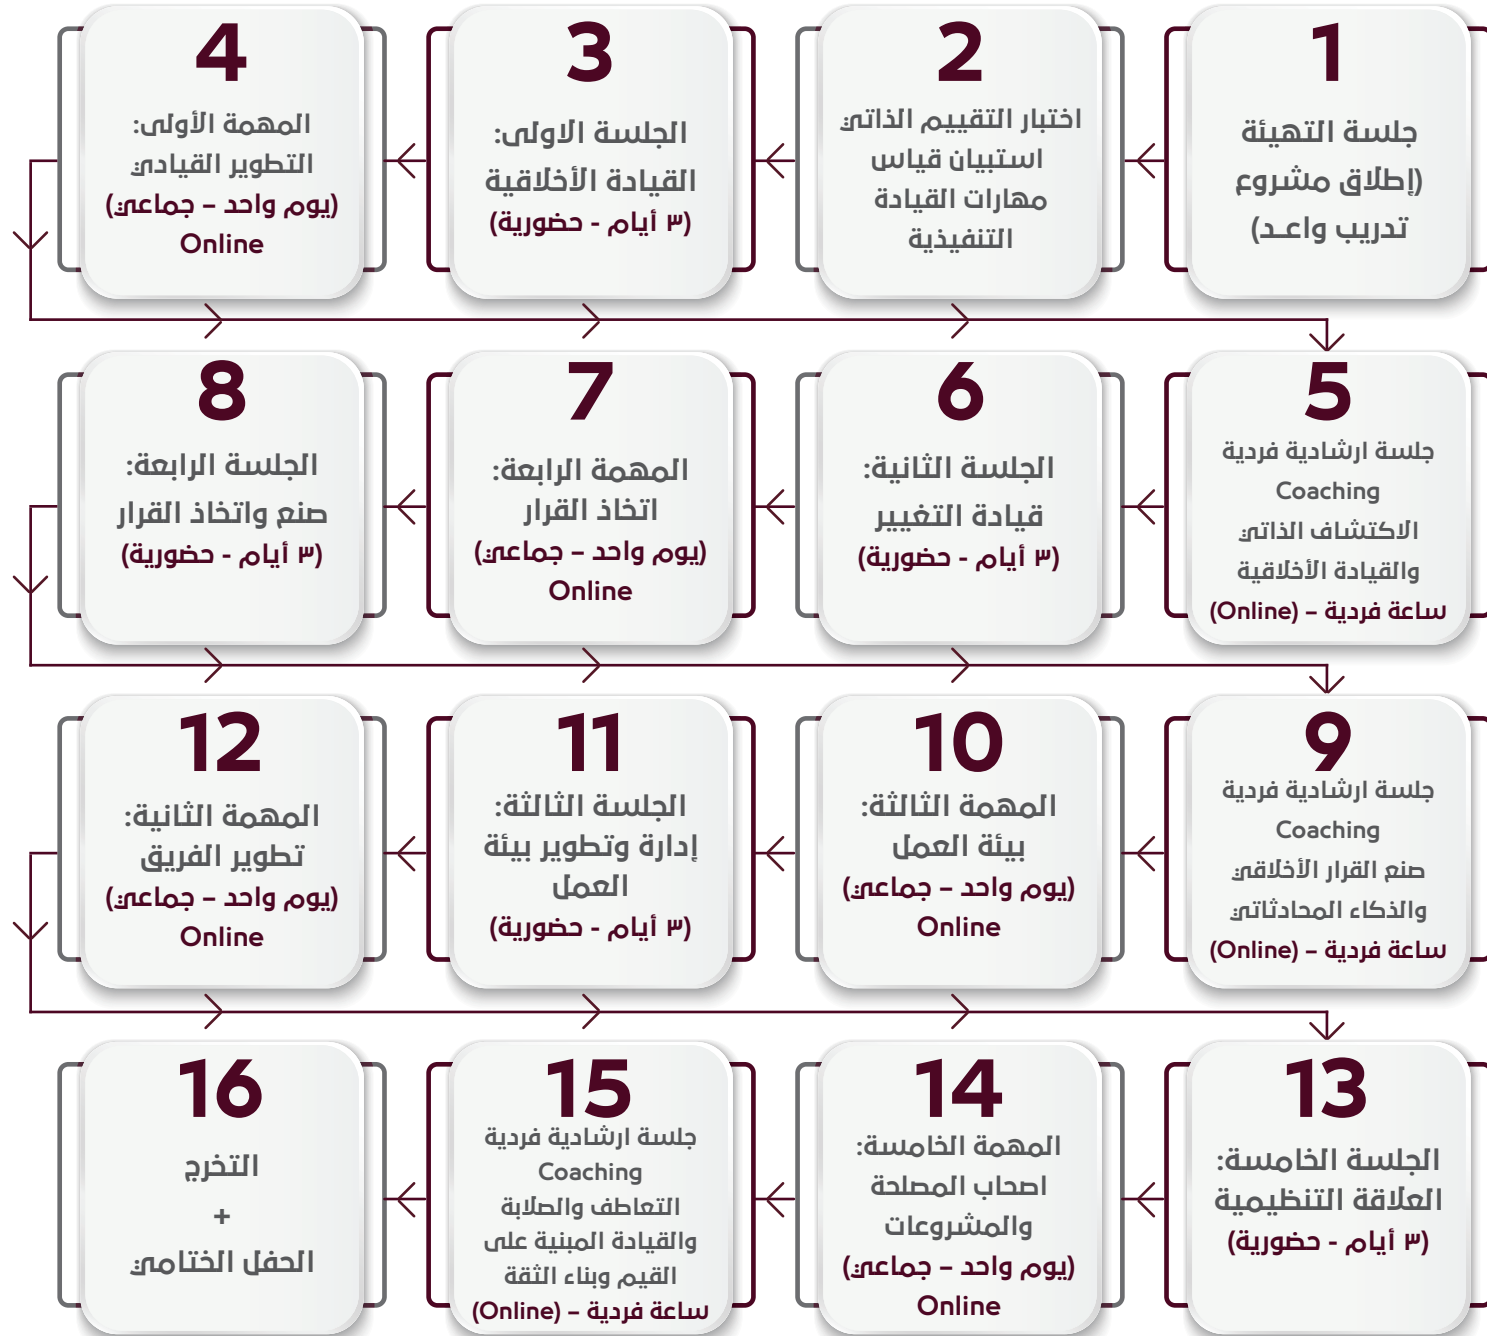 1
جلسة التهيئة
(إطلاق مشروع
تدريب واعـد)
2
اختبار التقييم الذاتي
استبيان قياس
مهارات القيادة
التنفيذية
3
الجلسة الاولى:
القيادة الأخلاقية
(٣ أيام - حضورية)
4
المهمة الأولى:
التطوير القيادي
(يوم واحد – جماعي)
Online
5
جلسة ارشادية فردية
Coaching
الاكتشاف الذاتي
والقيادة الأخلاقية
ساعة فردية – (Online)
6
الجلسة الثانية:
قيادة التغيير
(٣ أيام - حضورية)
7
المهمة الرابعة:
اتخاذ القرار
(يوم واحد – جماعي)
Online
8
الجلسة الرابعة:
صنع واتخاذ القرار
(٣ أيام - حضورية)
9
جلسة ارشادية فردية
Coaching
صنع القرار الأخلاقي
والذكاء المحادثاتي
ساعة فردية – (Online)
10
المهمة الثالثة:
بيئة العمل
(يوم واحد – جماعي)
Online
11
الجلسة الثالثة:
إدارة وتطوير بيئة
العمل
(٣ أيام - حضورية)
12
المهمة الثانية:
تطوير الفريق
(يوم واحد – جماعي)
Online
13
الجلسة الخامسة:
العلاقة التنظيمية
(٣ أيام - حضورية)
14
المهمة الخامسة:
اصحاب المصلحة
والمشروعات
(يوم واحد – جماعي)
Online
15
جلسة ارشادية فردية
Coaching
التعاطف والصلابة
والقيادة المبنية على
القيم وبناء الثقة
ساعة فردية – (Online)
16
التخرج
+
الحفل الختامي